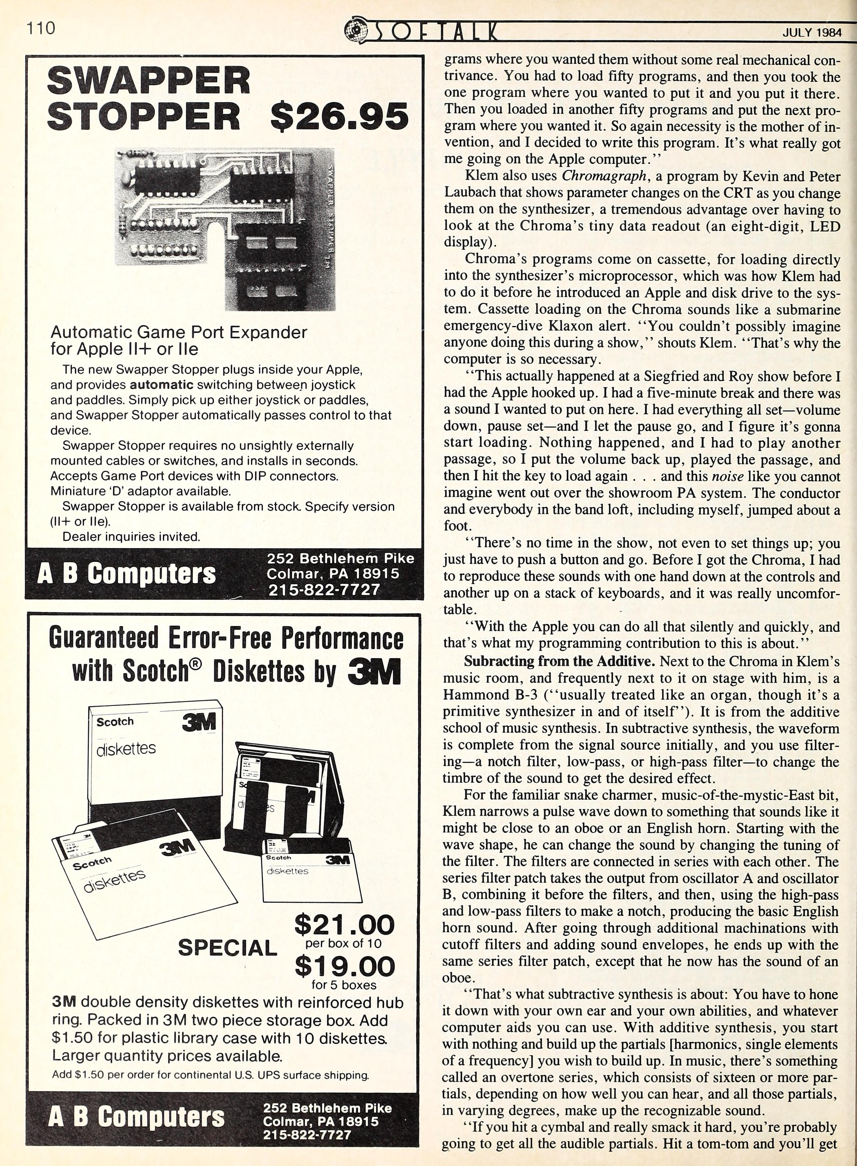 110
SOFTALK
JULY 1984
SWAPPER
STOPPER $26.95
SWAPPER STOPPER TM
Automatic Game Port Expander
for Apple II+ or IIe
The new Swapper Stopper plugs inside your Apple,
and provides automatic switching between joystick
and paddles. Simply pick up either joystick or paddles,
and Swapper Stopper automatically passes control to that
device.
Swapper Stopper requires no unsightly externally
mounted cables or switches, and installs in seconds.
Accepts Game Port devices with DIP connectors.
Miniature 'D' adaptor available.
Swapper Stopper is available from stock. Specify version
(II+ or IIe).
Dealer inquiries invited.
A B Computers
252 Bethlehem Pike
Colmar, PA 18915
215-822-7727
Guaranteed Error-Free Performance
with Scotch® Diskettes by 3M
Scotch 3M
diskettes
Scotch 3M
diskettes
Scotch 3M
diskettes
$21.00
per box of 10
SPECIAL
$19.00
for 5 boxes
3M double density diskettes with reinforced hub
ring. Packed in 3M two piece storage box. Add
$1.50 for plastic library case with 10 diskettes.
Larger quantity prices available.
Add $1.50 per order for continental U.S. UPS surface shipping.
A B Computers
252 Bethlehem Pike
Colmar, PA 18915
215-822-7727
grams where you wanted them without some real mechanical con-
trivance. You had to load fifty programs, and then you took the
one program where you wanted to put it and you put it there.
Then you loaded in another fifty programs and put the next pro-
gram where you wanted it. So again necessity is the mother of in-
vention, and I decided to write this program. It's what really got
me going on the Apple computer.''
Klem also uses Chromagraph, a program by Kevin and Peter
Laubach that shows parameter changes on the CRT as you change
them on the synthesizer, a tremendous advantage over having to
look at the Chroma's tiny data readout (an eight-digit, LED
display).
Chroma's programs come on cassette, for loading directly
into the synthesizer's microprocessor, which was how Klem had
to do it before he introduced an Apple and disk drive to the sys-
tem. Cassette loading on the Chroma sounds like a submarine
emergency-dive Klaxon alert. ''You couldn't possibly imagine
anyone doing this during a show,'' shouts Klem. ''That's why the
computer is so necessary.
''This actually happened at a Siegfried and Roy show before I
had the Apple hooked up. I had a five-minute break and there was
a sound I wanted to put on here. I had everything all set—volume
down, pause set—and I let the pause go, and I figure it's gonna
start loading. Nothing happened, and I had to play another
passage, so I put the volume back up, played the passage, and
then I hit the key to load again . . . and this noise like you cannot
imagine went out over the showroom PA system. The conductor
and everybody in the band loft, including myself, jumped about a
foot.
''There's no time in the show, not even to set things up; you
just have to push a button and go. Before I got the Chroma, I had
to reproduce these sounds with one hand down at the controls and
another up on a stack of keyboards, and it was really uncomfor-
table.
''With the Apple you can do all that silently and quickly, and
that's what my programming contribution to this is about.''
Subracting from the Additive. Next to the Chroma in Klem's
music room, and frequently next to it on stage with him, is a
Hammond B-3 (''usually treated like an organ, though it's a
primitive synthesizer in and of itself''). It is from the additive
school of music synthesis. In subtractive synthesis, the waveform
is complete from the signal source initially, and you use filter-
ing—a notch filter, low-pass, or high-pass filter—to change the
timbre of the sound to get the desired effect.
For the familiar snake charmer, music-of-the-mystic-East bit,
Klem narrows a pulse wave down to something that sounds like it
might be close to an oboe or an English horn. Starting with the
wave shape, he can change the sound by changing the tuning of
the filter. The filters are connected in series with each other. The
series filter patch takes the output from oscillator A and oscillator
B, combining it before the filters, and then, using the high-pass
and low-pass filters to make a notch, producing the basic English
horn sound. After going through additional machinations with
cutoff filters and adding sound envelopes, he ends up with the
same series filter patch, except that he now has the sound of an
oboe.
''That's what subtractive synthesis is about: You have to hone
it down with your own ear and your own abilities, and whatever
computer aids you can use. With additive synthesis, you start
with nothing and build up the partials [harmonics, single elements
of a frequency] you wish to build up. In music, there's something
called an overtone series, which consists of sixteen or more par-
tials, depending on how well you can hear, and all those partials,
in varying degrees, make up the recognizable sound.
''If you hit a cymbal and really smack it hard, you're probably
going to get all the audible partials. Hit a tom-tom and you'll get